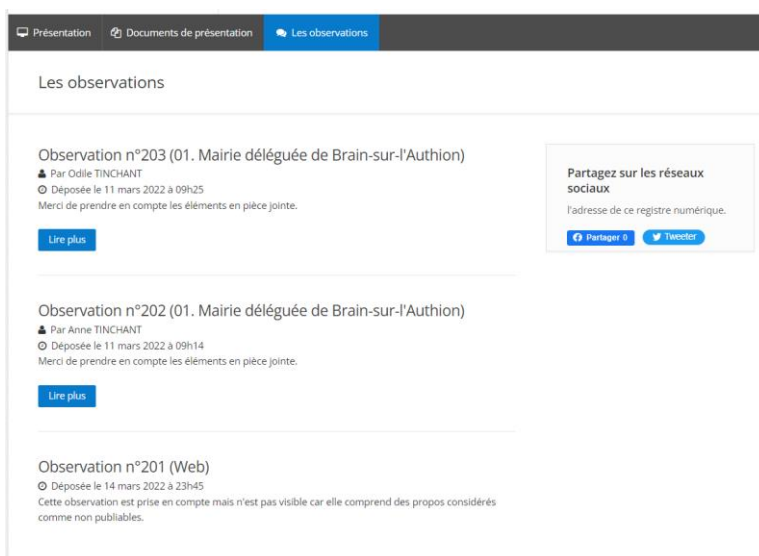 Présentation Documents de présentation Les observations
Les observations
Observation n°203 (01. Mairie déléguée de Brain-sur-l'Authion)
Par Odile TINCHANT
Déposée le 11 mars 2022 à 09h25
Merci de prendre en compte les éléments en pièce jointe.
Lire plus
Observation n°202 (01. Mairie déléguée de Brain-sur-l'Authion)
Par Anne TINCHANT
Déposée le 11 mars 2022 à 09h14
Merci de prendre en compte les éléments en pièce jointe.
Lire plus
Observation n°201 (Web)
Déposée le 14 mars 2022 à 23h45
Cette observation est prise en compte mais n'est pas visible car elle comprend des propos considérés
comme non publiables.
Partagez sur les réseaux
sociaux
l'adresse de ce registre numérique.
Partager 0 Tweeter